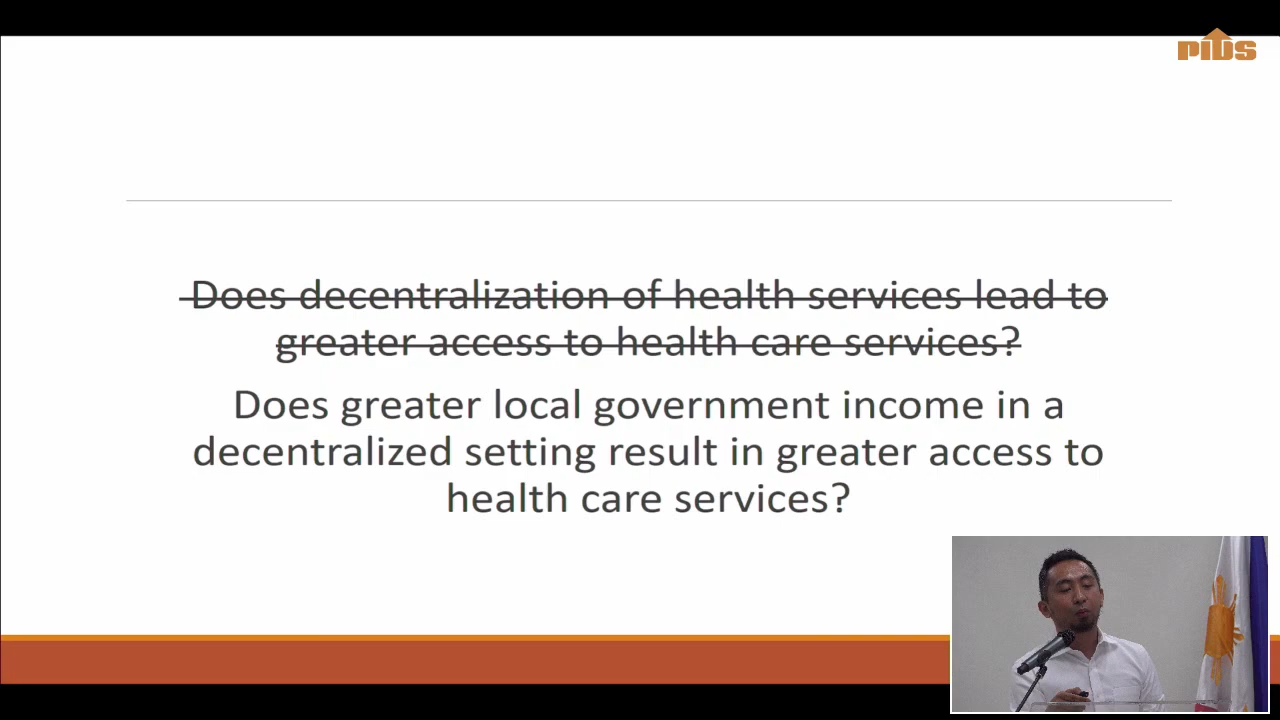 PIDS
Does decentralization of health services lead to
greater access to health care services?
Does greater local government income in a
decentralized setting result in greater access to
health care services?